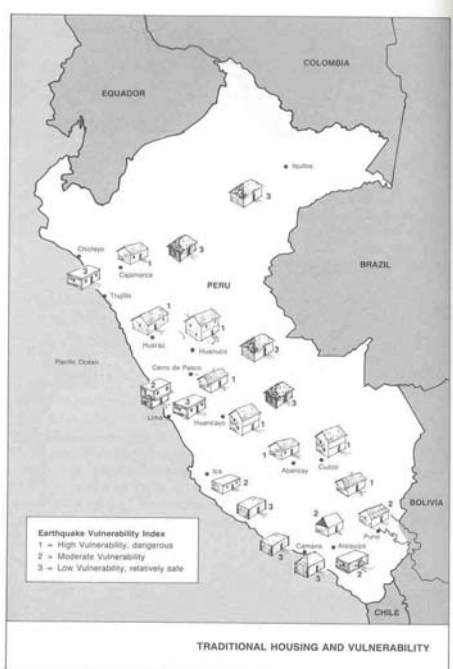 COLOMBIA
EQUADOR
Iquitos
3
Chiclayo
3
Cajamarca
1
3
BRAZIL
Trujillo
PERU
1
1
Huaraz
Huanuco
3
Pacific Ocean
Cerro de Pasco
1
3
Lima
Huancayo
1
1
1
Abancay
Cuzco
Ica
2
1
BOLIVIA
3
2
2
Puno
3
Camana
Arequipa
3
2
Earthquake Vulnerability Index
1 = High Vulnerability, dangerous
2 = Moderate Vulnerability
3 = Low Vulnerability, relatively safe
CHILE
TRADITIONAL HOUSING AND VULNERABILITY